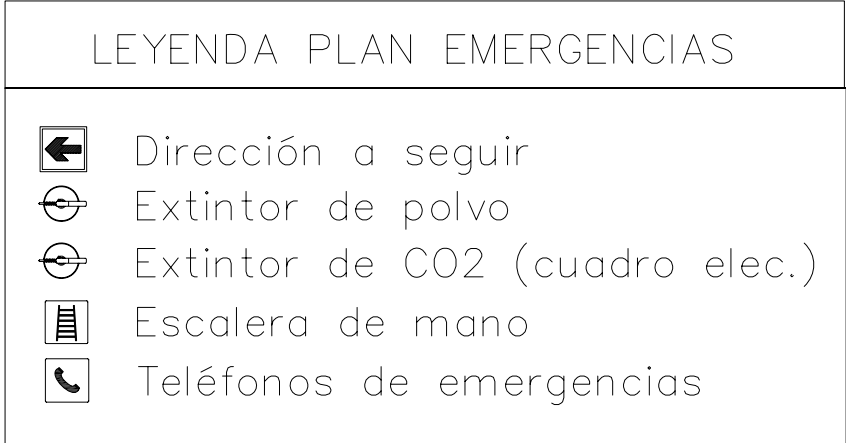 LEYENDA PLAN EMERGENCIAS
Dirección a seguir
Extintor de polvo
Extintor de CO2 (cuadro elec.)
Escalera de mano
Teléfonos de emergencias